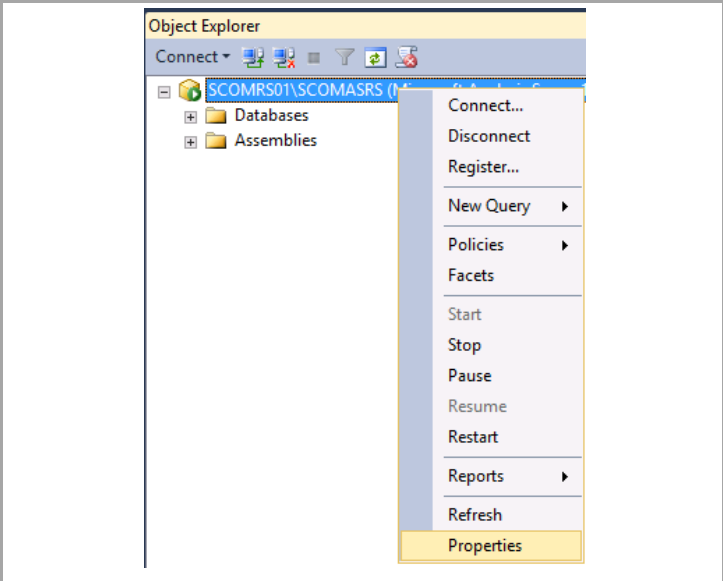 Object Explorer
Connect
SCOMRS01\SCOMASRS
Databases
Assemblies
Connect...
Disconnect
Register...
New Query
Policies
Facets
Start
Stop
Pause
Resume
Restart
Reports
Refresh
Properties